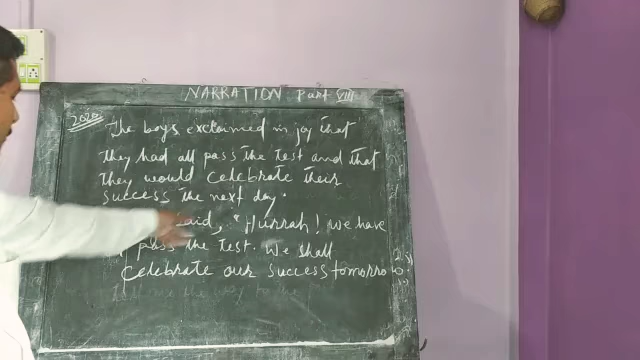 NARRATION Part VIII
2020
The boys exclaimed in joy that
they had all pass the test and that
They would celebrate their
success the next day.
said, "Hurrah! We have
pass the test. We shall
Celebrate our success tomorrow.